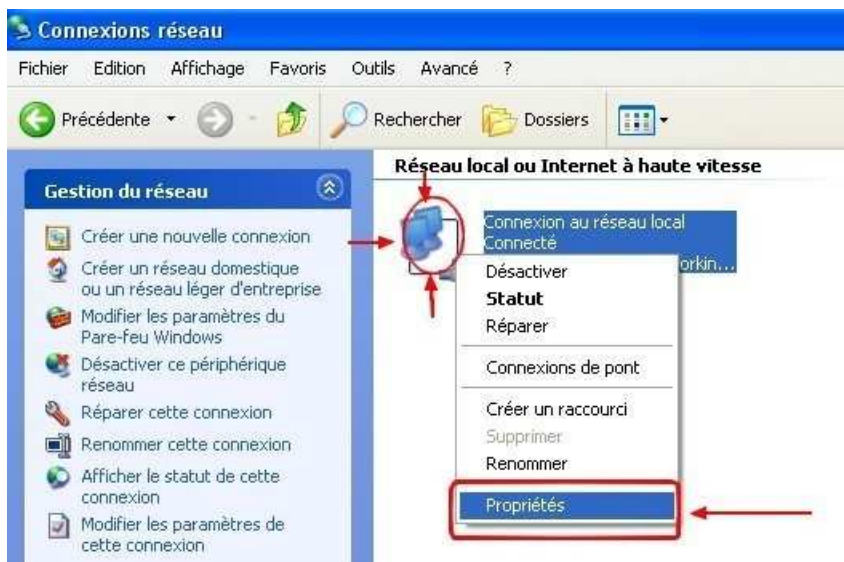 Connexions réseau
Fichier Edition Affichage Favoris Outils Avancé ?
Précédente Rechercher Dossiers
Gestion du réseau
Créer une nouvelle connexion
Créer un réseau domestique
ou un réseau léger d'entreprise
Modifier les paramètres du
Pare-feu Windows
Désactiver ce périphérique
réseau
Réparer cette connexion
Renommer cette connexion
Afficher le statut de cette
connexion
Modifier les paramètres de
cette connexion
Réseau local ou Internet à haute vitesse
Connexion au réseau local
Connecté
orkin...
Désactiver
Statut
Réparer
Connexions de pont
Créer un raccourci
Supprimer
Renommer
Propriétés